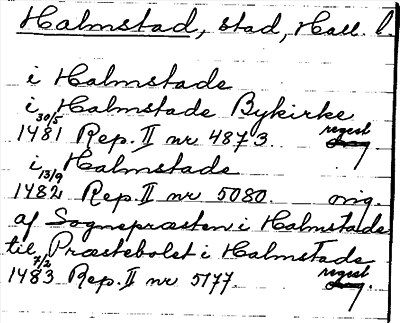 Halmstad, stad, Hall. l.
i Halmstade
i Halmstade Bykirke
1481 30/5 Rep. II nr 4873. regest
i Halmstade
1482 13/9 Rep. II nr 5080. orig.
af Sognepræsten i Halmstade
til Præstebolet i Halmstade
1483 7/2 Rep. II nr 5177. regest